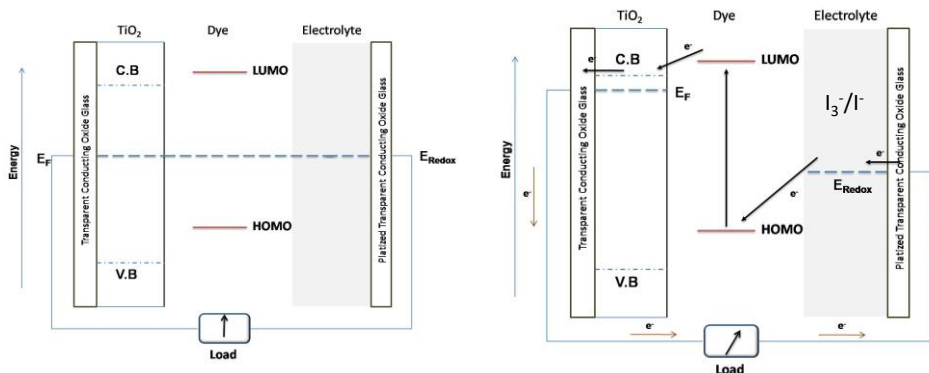 TiO2
Dye
Electrolyte
C.B
LUMO
Energy
Transparent Conducting Oxide Glass
Platized Transparent Conducting Oxide Glass
EF
ERedox
HOMO
V.B
Load
TiO2
Dye
Electrolyte
e-
C.B
e-
LUMO
EF
I3-/I-
Energy
Transparent Conducting Oxide Glass
Platized Transparent Conducting Oxide Glass
e-
ERedox
e-
e-
HOMO
V.B
e-
e-
Load